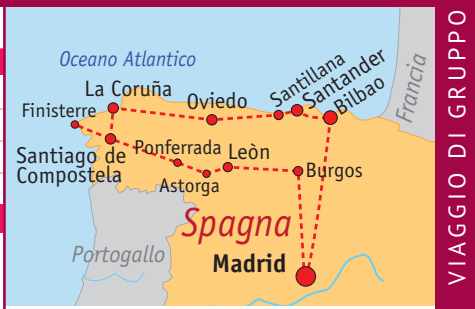 Oceano Atlantico
La Coruña
Oviedo
Santillana
Santander
Bilbao
Francia
Finisterre
Santiago de
Compostela
Ponferrada
Leòn
Astorga
Burgos
Spagna
Portogallo
Madrid
VIAGGIO DI GRUPPO